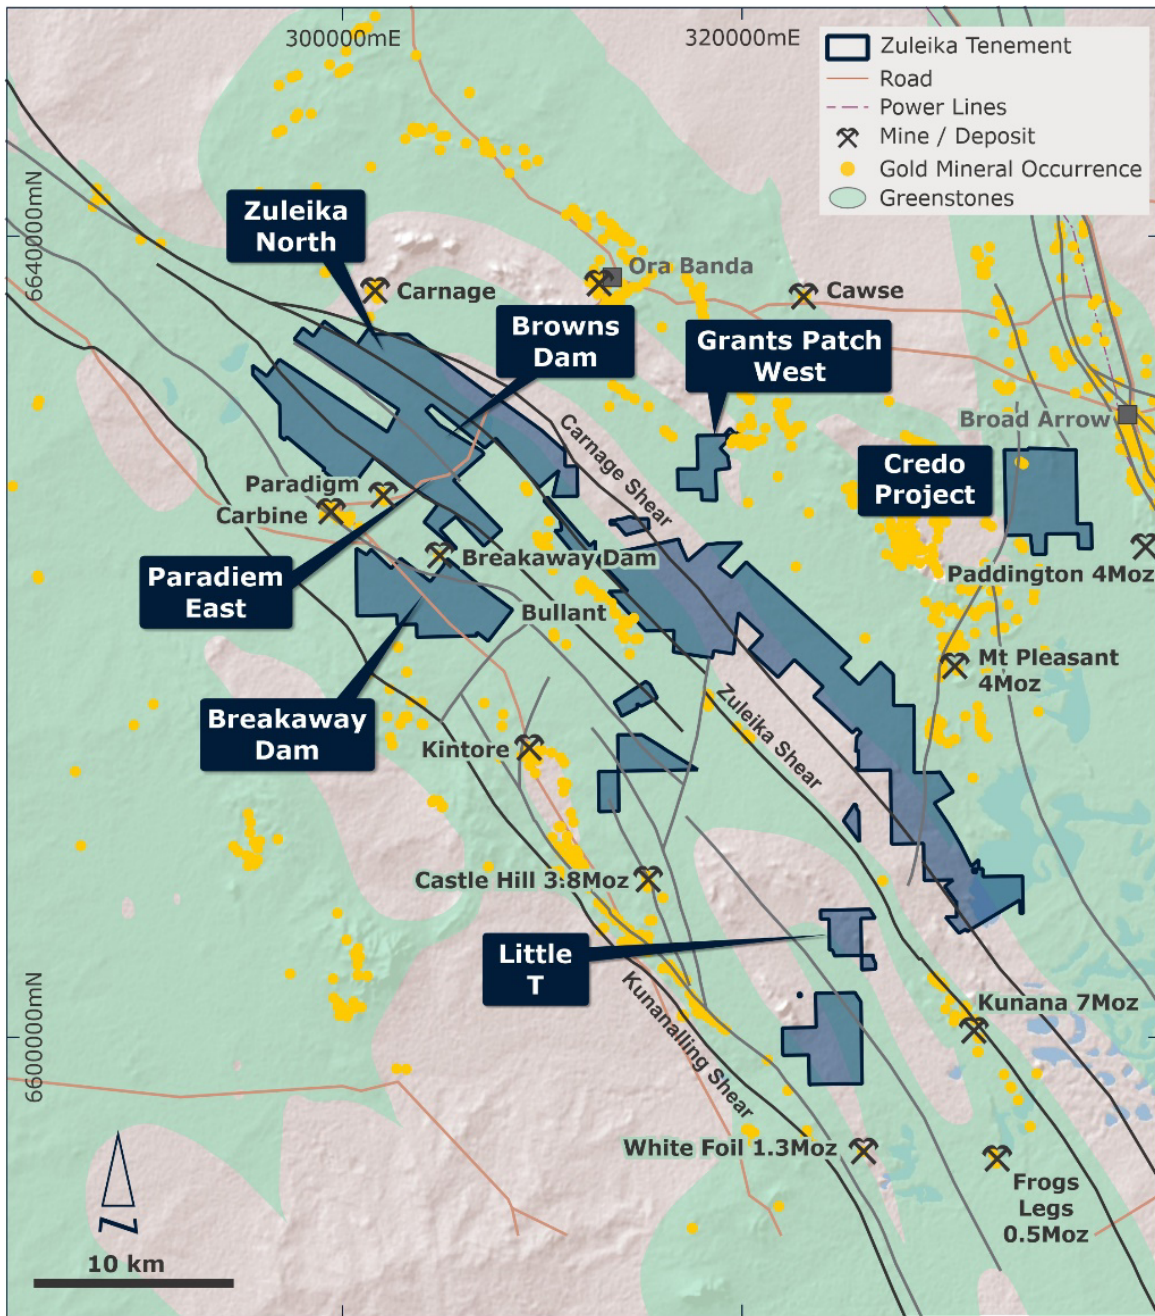 300000mE
320000mE
Zuleika Tenement
Road
Power Lines
Mine / Deposit
Gold Mineral Occurrence
Greenstones
6640000mN
Zuleika
North
Carnage
Ora Banda
Cawse
Browns
Dam
Grants Patch
West
Broad Arrow
Carnage Shear
Credo
Project
Paradigm
Carbine
Paradiem
East
Breakaway Dam
Paddington 4Moz
Bullant
Mt Pleasant
4Moz
Breakaway
Dam
Zuleika Shear
Kintore
Castle Hill 3.8Moz
Little
T
Kunanalling Shear
Kunana 7Moz
6600000mN
White Foil 1.3Moz
Frogs
Legs
0.5Moz
N
10 km